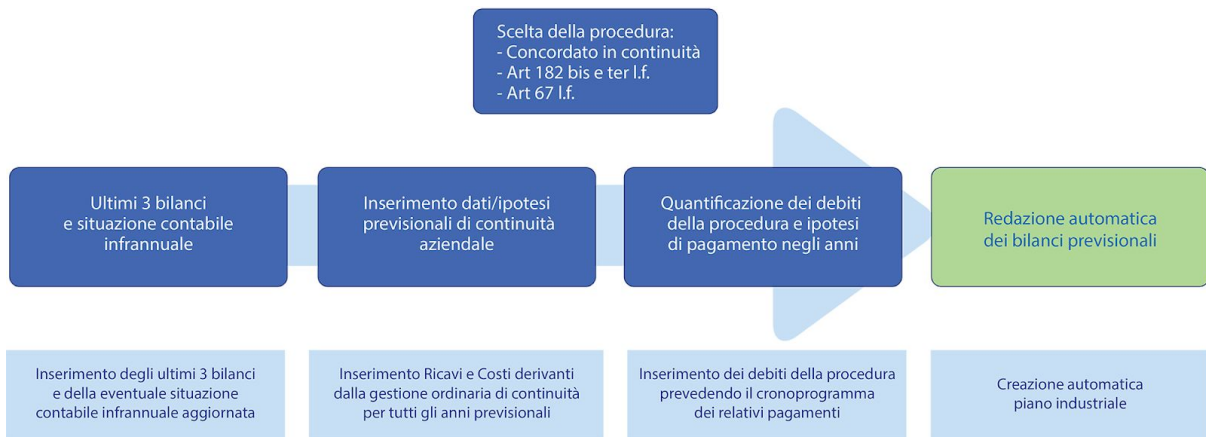 Scelta della procedura:
- Concordato in continuità
- Art 182 bis e ter l.f.
- Art 67 l.f.
Ultimi 3 bilanci
e situazione contabile
infrannuale
Inserimento dati/ipotesi
previsionali di continuità
aziendale
Quantificazione dei debiti
della procedura e ipotesi
di pagamento negli anni
Redazione automatica
dei bilanci previsionali
Inserimento degli ultimi 3 bilanci
e della eventuale situazione
contabile infrannuale aggiornata
Inserimento Ricavi e Costi derivanti
dalla gestione ordinaria di continuità
per tutti gli anni previsionali
Inserimento dei debiti della procedura
prevedendo il cronoprogramma
dei relativi pagamenti
Creazione automatica
piano industriale